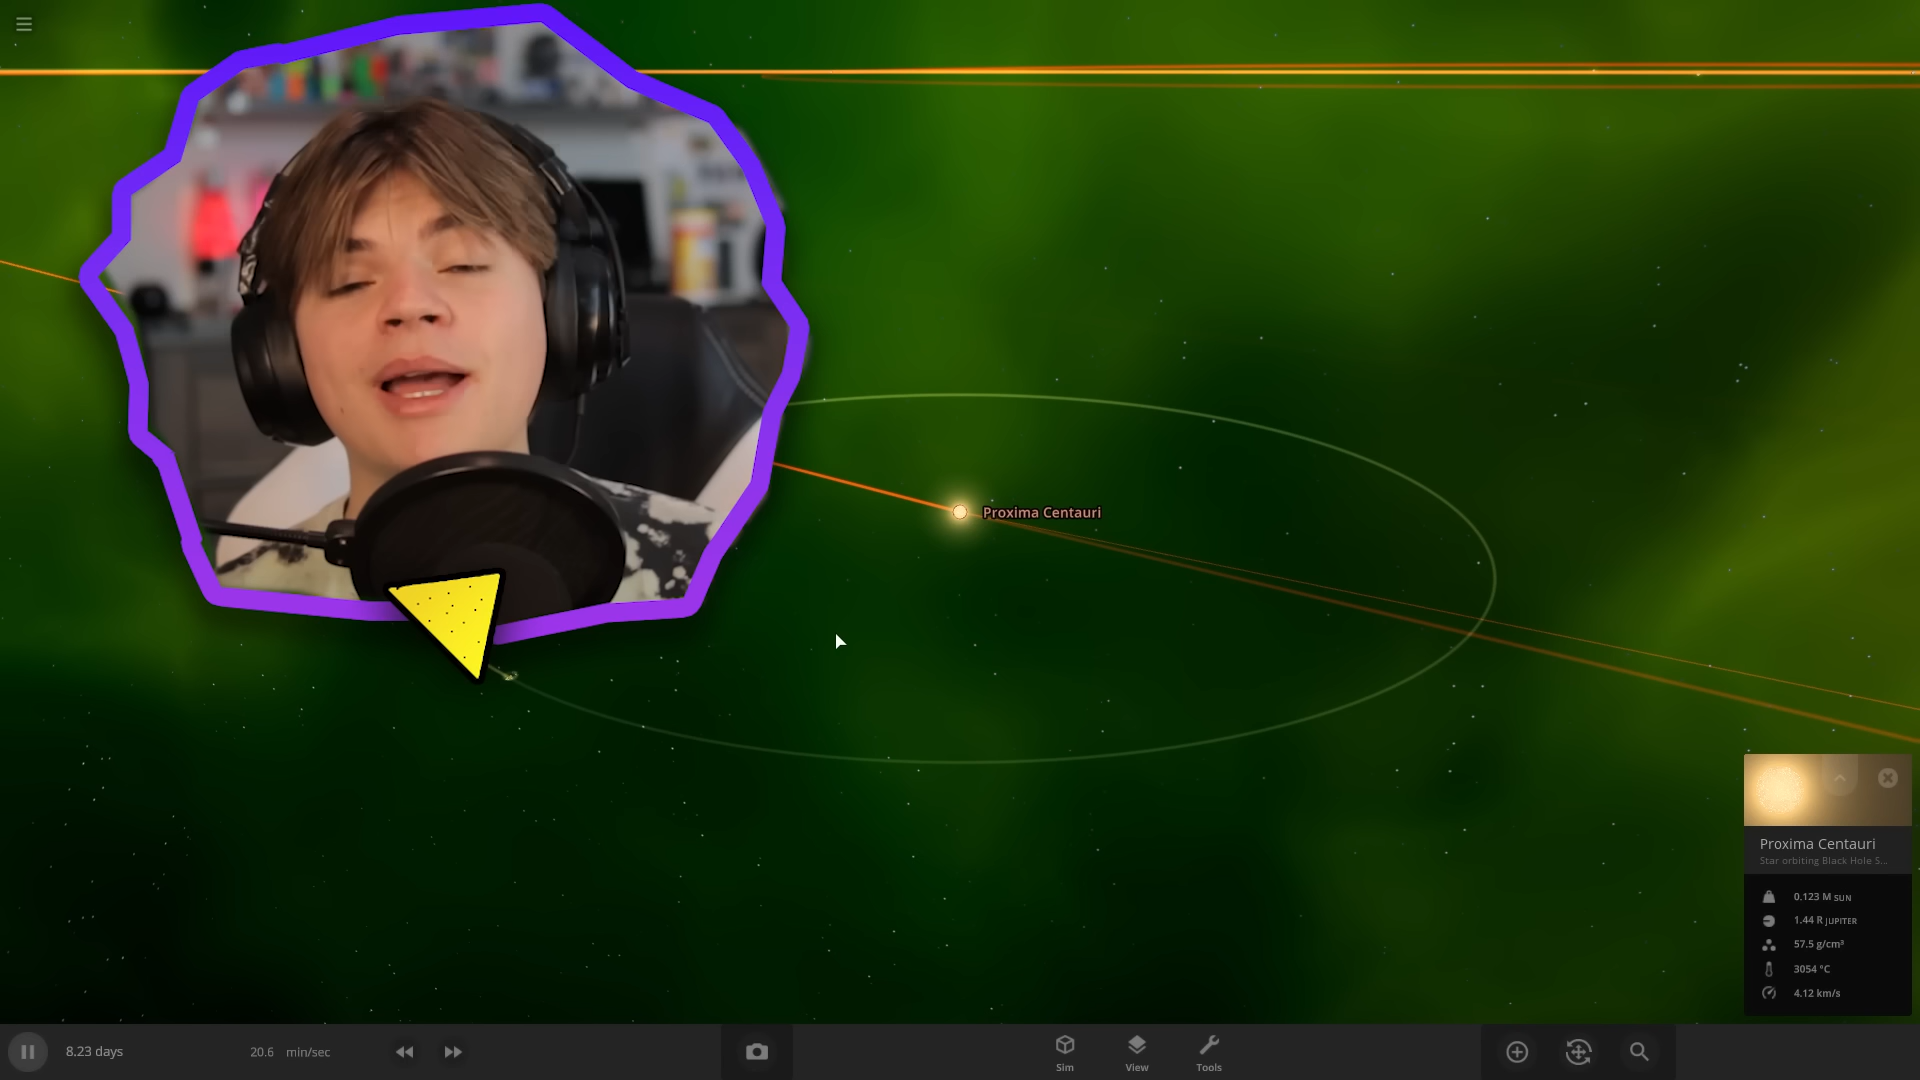 Proxima Centauri
Proxima Centauri
Star orbiting Black Hole S...
0.123 M SUN
1.44 R JUPITER
57.5 g/cm³
3054 °C
4.12 km/s
8.23 days
20.6 min/sec
Sim
View
Tools